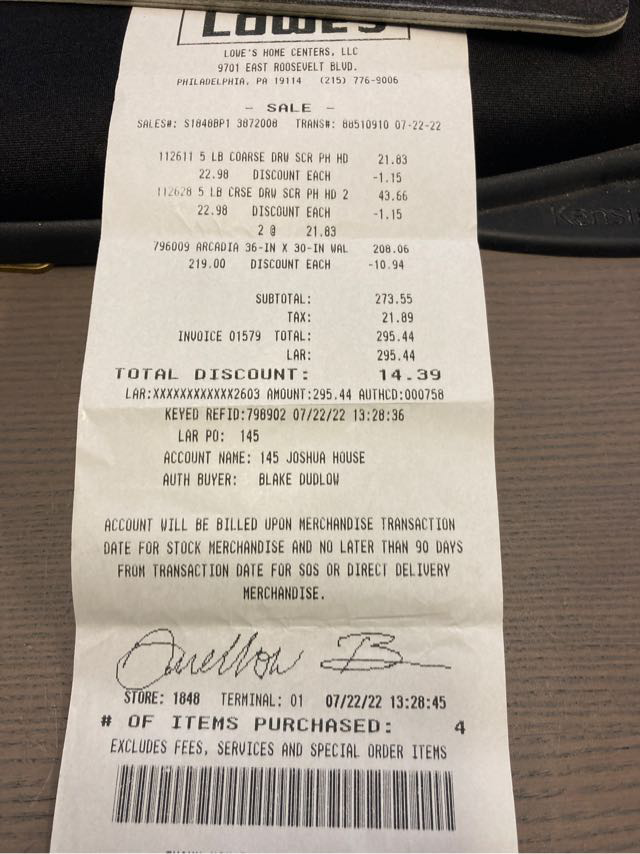 LOWE'S
LOWE'S HOME CENTERS, LLC
9701 EAST ROOSEVELT BLVD.
PHILADELPHIA, PA 19114 (215) 776-9006
- SALE -
SALES#: S1848BP1 3872008 TRANS#: 88510910 07-22-22
112611 5 LB COARSE DRW SCR PH HD 21.83
22.98 DISCOUNT EACH -1.15
112628 5 LB CRSE DRW SCR PH HD 2 43.66
22.98 DISCOUNT EACH -1.15
2 @ 21.83
796009 ARCADIA 36-IN X 30-IN WAL 208.06
219.00 DISCOUNT EACH -10.94
SUBTOTAL: 273.55
TAX: 21.89
INVOICE 01579 TOTAL: 295.44
LAR: 295.44
TOTAL DISCOUNT: 14.39
LAR:XXXXXXXXXXXX2603 AMOUNT:295.44 AUTHCD:000758
KEYED REFID:798902 07/22/22 13:28:36
LAR PO: 145
ACCOUNT NAME: 145 JOSHUA HOUSE
AUTH BUYER: BLAKE DUDLOW
ACCOUNT WILL BE BILLED UPON MERCHANDISE TRANSACTION
DATE FOR STOCK MERCHANDISE AND NO LATER THAN 90 DAYS
FROM TRANSACTION DATE FOR SOS OR DIRECT DELIVERY
MERCHANDISE.
STORE: 1848 TERMINAL: 01 07/22/22 13:28:45
# OF ITEMS PURCHASED: 4
EXCLUDES FEES, SERVICES AND SPECIAL ORDER ITEMS